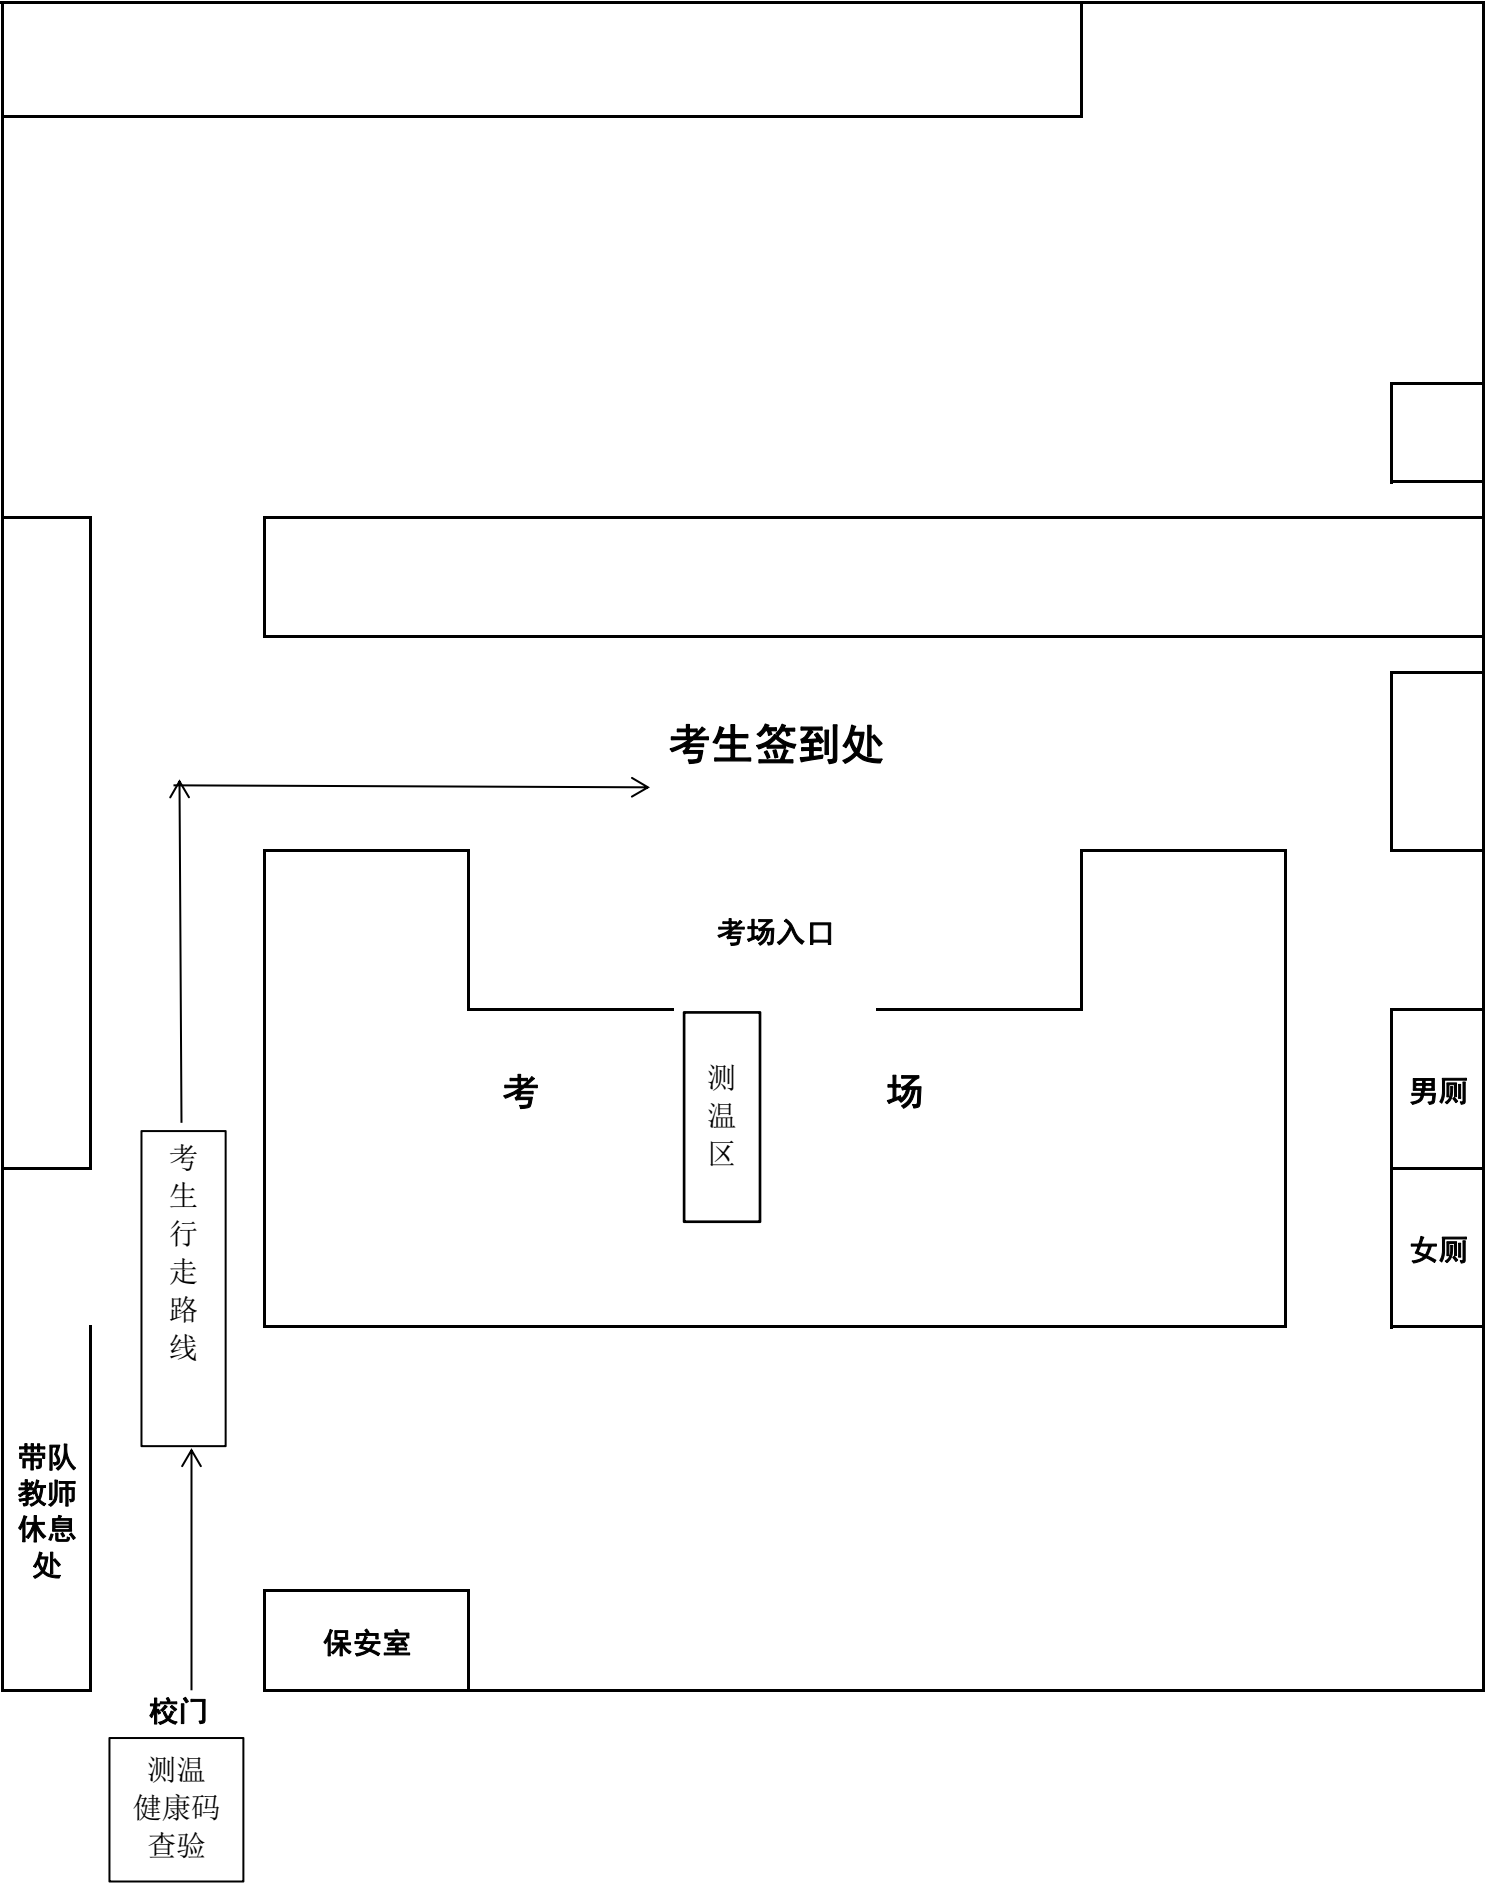 考生签到处
考场入口
考 场
测
温
区
男厕
女厕
考
生
行
走
路
线
带队
教师
休息
处
保安室
校门
测温
健康码
查验